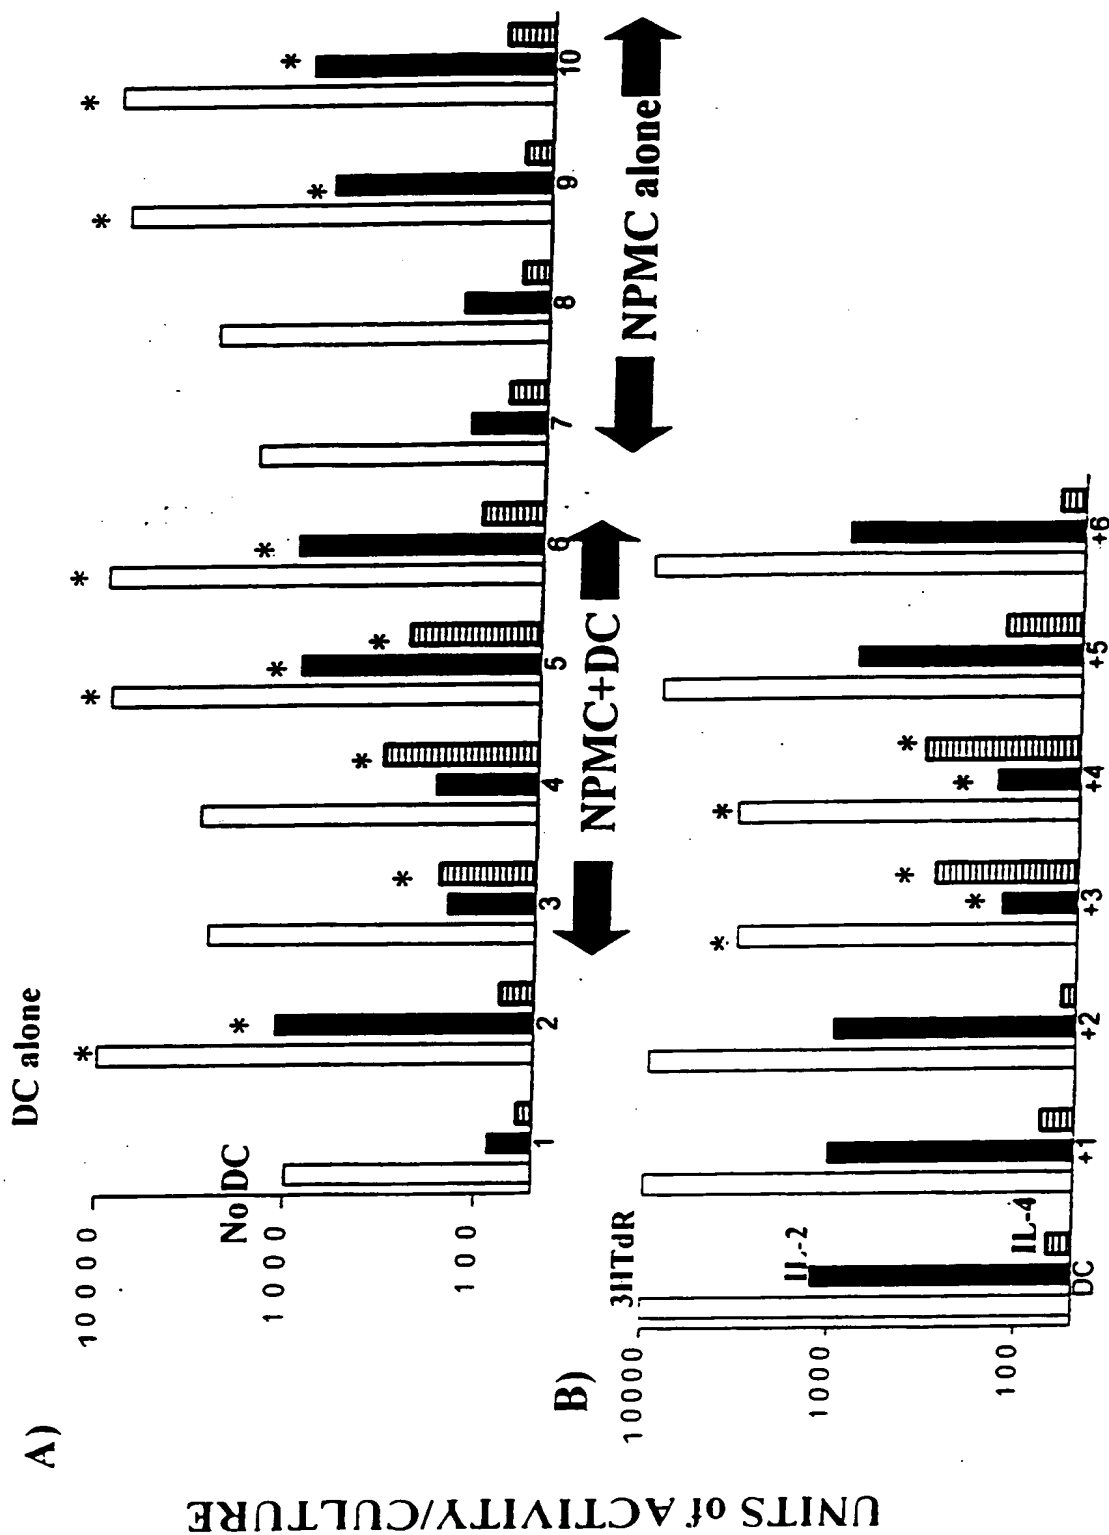 UNITS of ACTIVITY/CULTURE
A)
DC alone
10000
1000
100
No DC
* * * * * * * * * * * * * *
1 2 3 4 5 6 7 8 9 10
NPMC+DC
NPMC alone
B)
10000
1000
100
3HTdR
IL-2
IL-4
* * * * * *
DC +1 +2 +3 +4 +5 +6